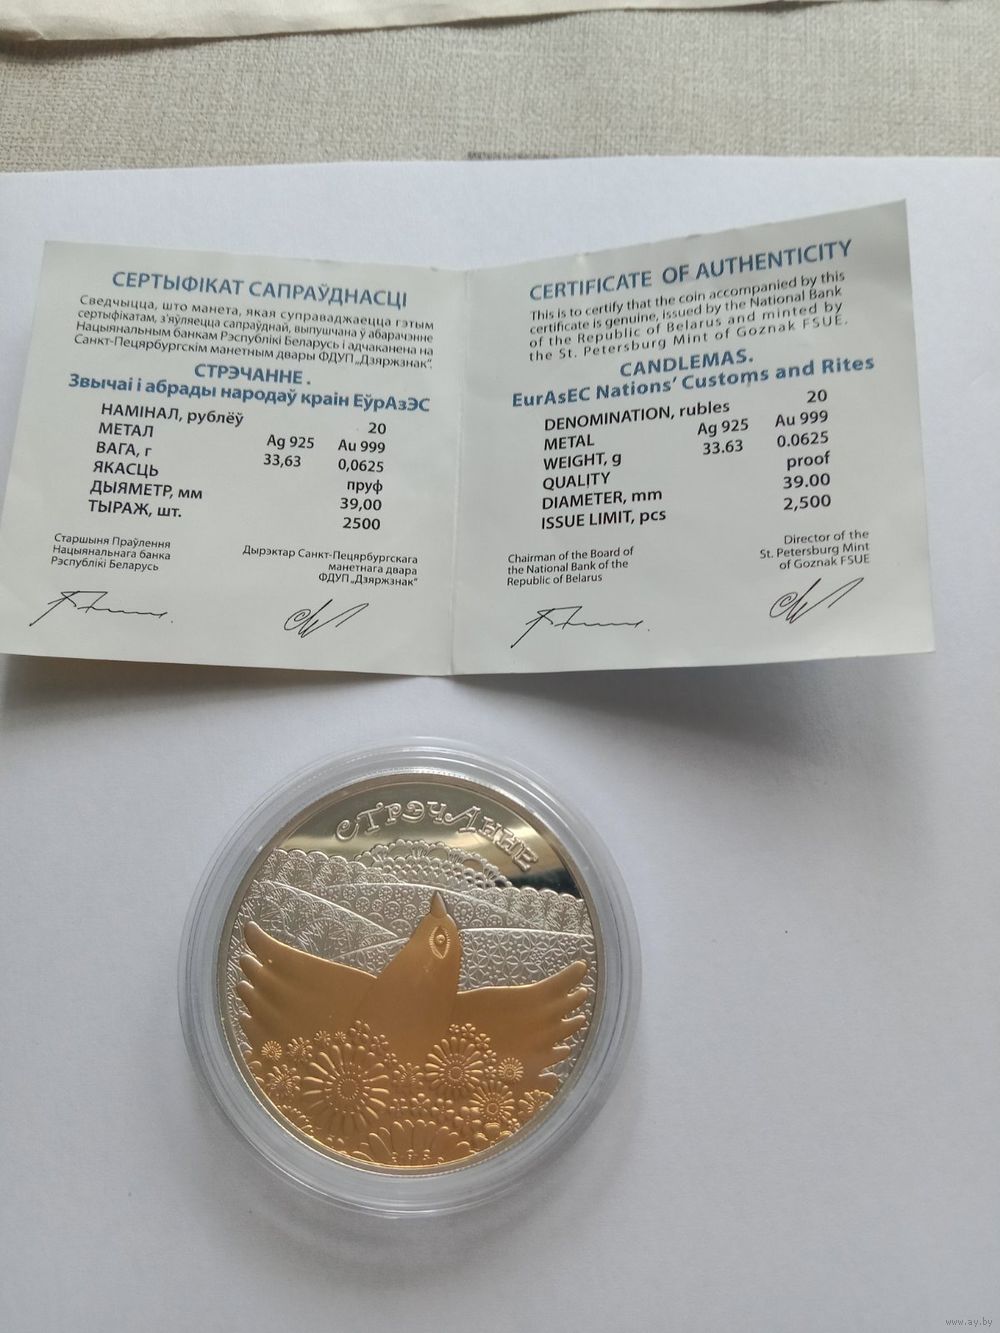 СЕРТЫФІКАТ САПРАЎДНАСЦІ
Сведчыцца, што манета, якая суправаджаецца гэтым
сертыфікатам, з'яўляецца сапраўднай, выпушчана ў абарачэнне
Нацыянальным банкам Рэспублікі Беларусь і адчаканена на
Санкт-Пецярбургскім манетным двары ФДУП „Дзяржзнак".
СТРЭЧАННЕ.
Звычаі і абрады народаў краін ЕўрАзЭС
НАМІНАЛ, рублёў 20
МЕТАЛ Ag 925 Au 999
ВАГА, г 33,63 0,0625
ЯКАСЦЬ пруф
ДЫЯМЕТР, мм 39,00
ТЫРАЖ, шт. 2500
Старшыня Праўлення
Нацыянальнага банка
Рэспублікі Беларусь
Дырэктар Санкт-Пецярбургскага
манетнага двара
ФДУП „Дзяржзнак"
CERTIFICATE OF AUTHENTICITY
This is to certify that the coin accompanied by this
certificate is genuine, issued by the National Bank
of the Republic of Belarus and minted by
the St. Petersburg Mint of Goznak FSUE.
CANDLEMAS.
EurAsEC Nations' Customs and Rites
DENOMINATION, rubles 20
METAL Ag 925 Au 999
WEIGHT, g 33.63 0.0625
QUALITY proof
DIAMETER, mm 39.00
ISSUE LIMIT, pcs 2,500
Chairman of the Board of
the National Bank of the
Republic of Belarus
Director of the
St. Petersburg Mint
of Goznak FSUE
СТРЭЧАННЕ
www.ay.by